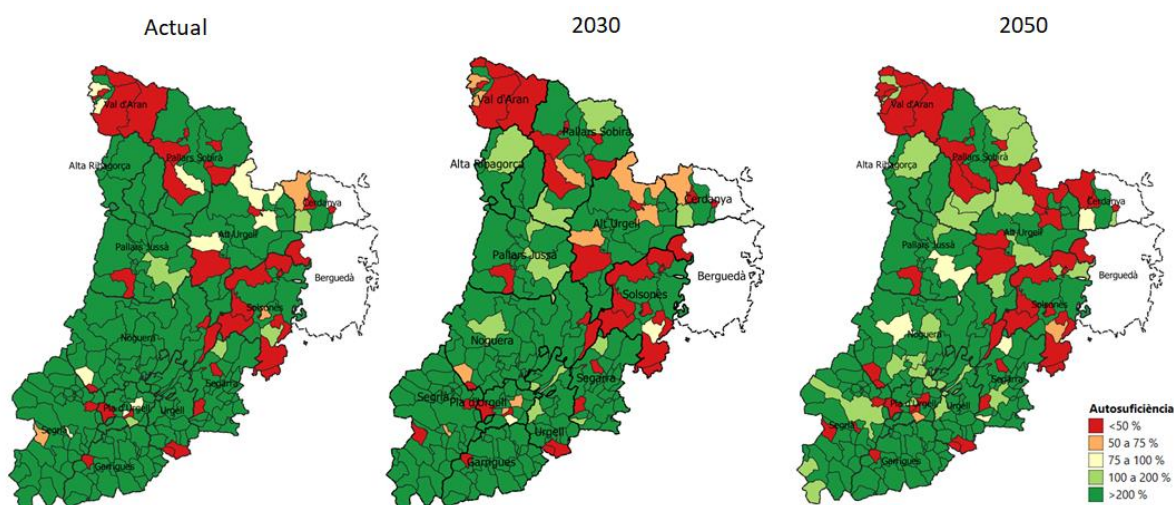 Actual
2030
2050
Val d'Aran
Alta Ribagorça
Pallars Sobirà
Cerdanya
Alt Urgell
Pallars Jussà
Berguedà
Solsonès
Noguera
Segarra
Pla d'Urgell
Urgell
Segrià
Garrigues
Val d'Aran
Pallars Sobirà
Alta Ribagorça
Cerdanya
Alt Urgell
Pallars Jussà
Berguedà
Solsonès
Noguera
Segarra
Segrià
Pla d'Urgell
Urgell
Garrigues
Val d'Aran
Alta Ribagorça
Pallars Sobirà
Cerdanya
Alt Urgell
Pallars Jussà
Berguedà
Solsonès
Noguera
Segarra
Pla d'Urgell
Urgell
Segrià
Garrigues
Autosuficiència
<50 %
50 a 75 %
75 a 100 %
100 a 200 %
>200 %